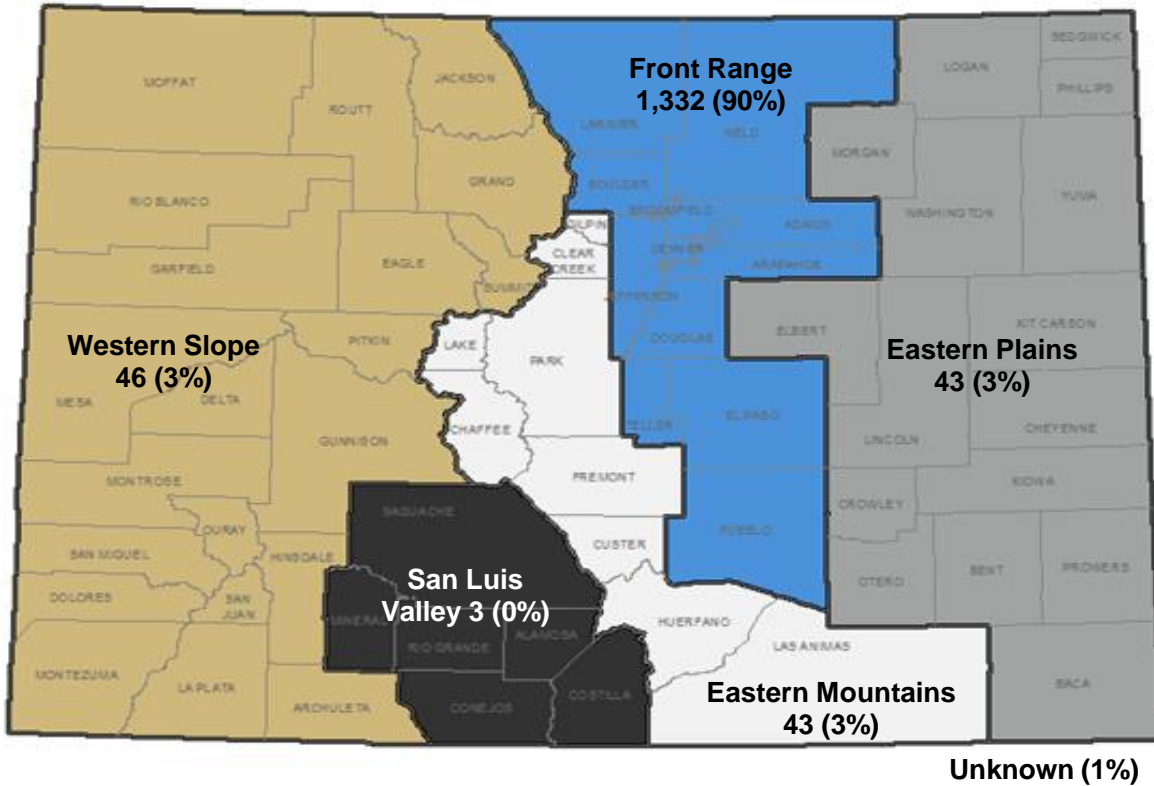 SEDGWICK
LOGAN
PHILLIPS
MOFFAT
JACKSON
ROUTT
Front Range
1,332 (90%)
LARIMER
WELD
MORGAN
GRAND
BOULDER
RIO BLANCO
YUMA
WASHINGTON
BROOMFIELD
ADAMS
GILPIN
CLEAR
CREEK
DENVER
ARAPAHOE
GARFIELD
EAGLE
SUMMIT
JEFFERSON
KIT CARSON
ELBERT
DOUGLAS
PITKIN
LAKE
PARK
Western Slope
46 (3%)
Eastern Plains
43 (3%)
MESA
DELTA
CHAFFEE
TELLER
EL PASO
LINCOLN
CHEYENNE
GUNNISON
FREMONT
MONTROSE
KIOWA
CROWLEY
SAGUACHE
OURAY
PUEBLO
CUSTER
SAN MIGUEL
HINSDALE
OTERO
BENT
PROWERS
San Luis
Valley 3 (0%)
DOLORES
SAN
JUAN
MINERAL
RIO GRANDE
ALAMOSA
HUERFANO
LAS ANIMAS
MONTEZUMA
LA PLATA
ARCHULETA
CONEJOS
COSTILLA
BACA
Eastern Mountains
43 (3%)
Unknown (1%)